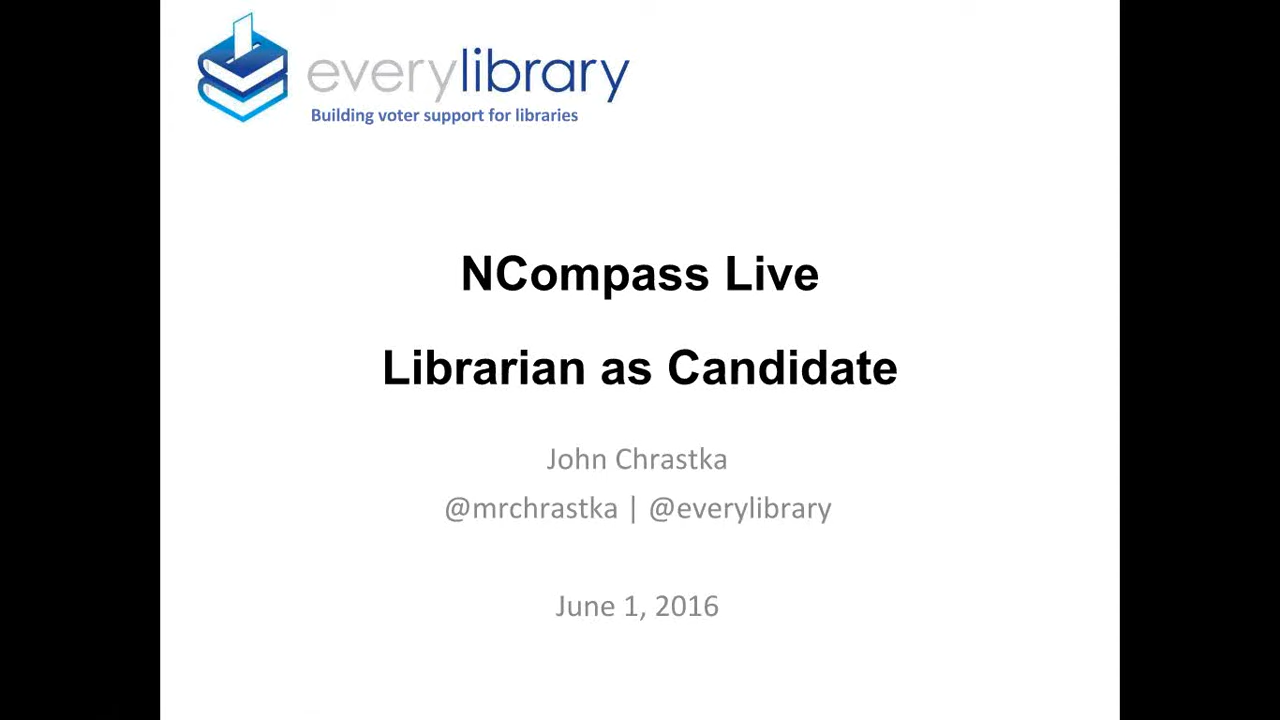 everylibrary
Building voter support for libraries
NCompass Live
Librarian as Candidate
John Chrastka
@mrchrastka | @everylibrary
June 1, 2016